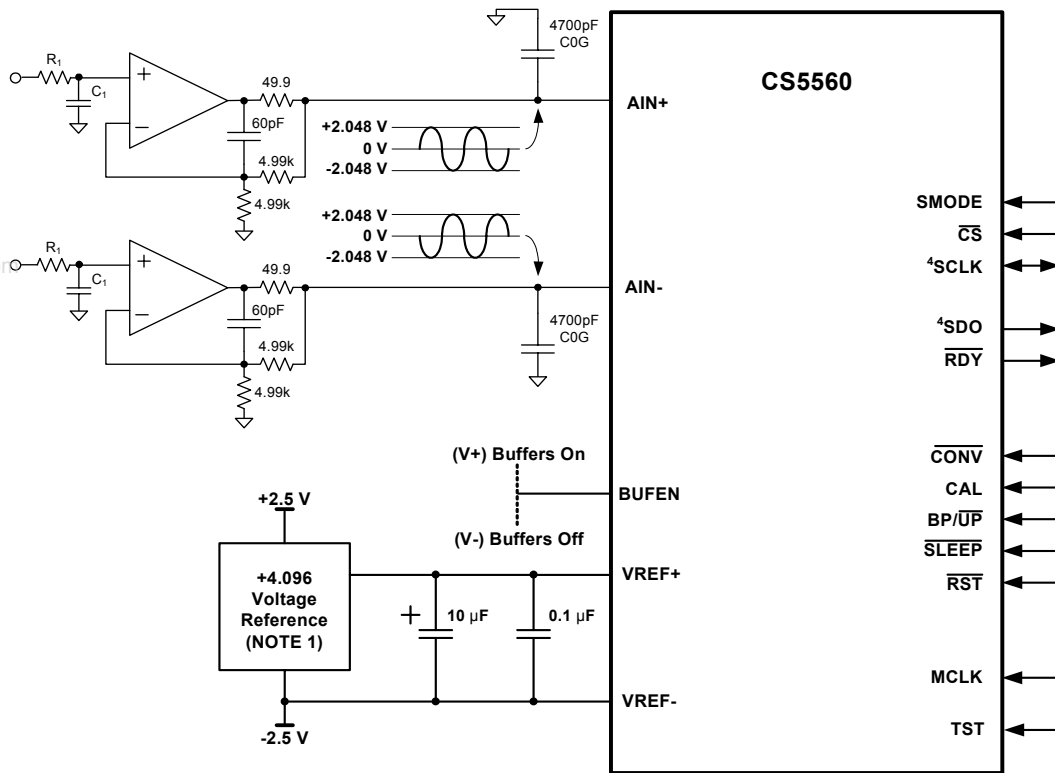 4700pF
C0G
R1
C1
+
−
49.9
60pF
4.99k
4.99k
+2.048 V
0 V
-2.048 V
AIN+
CS5560
+2.048 V
0 V
-2.048 V
R1
C1
+
−
49.9
60pF
4.99k
4.99k
AIN-
4700pF
C0G
SMODE
CS
4SCLK
4SDO
RDY
(V+) Buffers On
BUFEN
(V-) Buffers Off
CONV
CAL
BP/UP
SLEEP
RST
+2.5 V
+4.096
Voltage
Reference
(NOTE 1)
VREF+
+
10 µF
0.1 µF
VREF-
-2.5 V
MCLK
TST